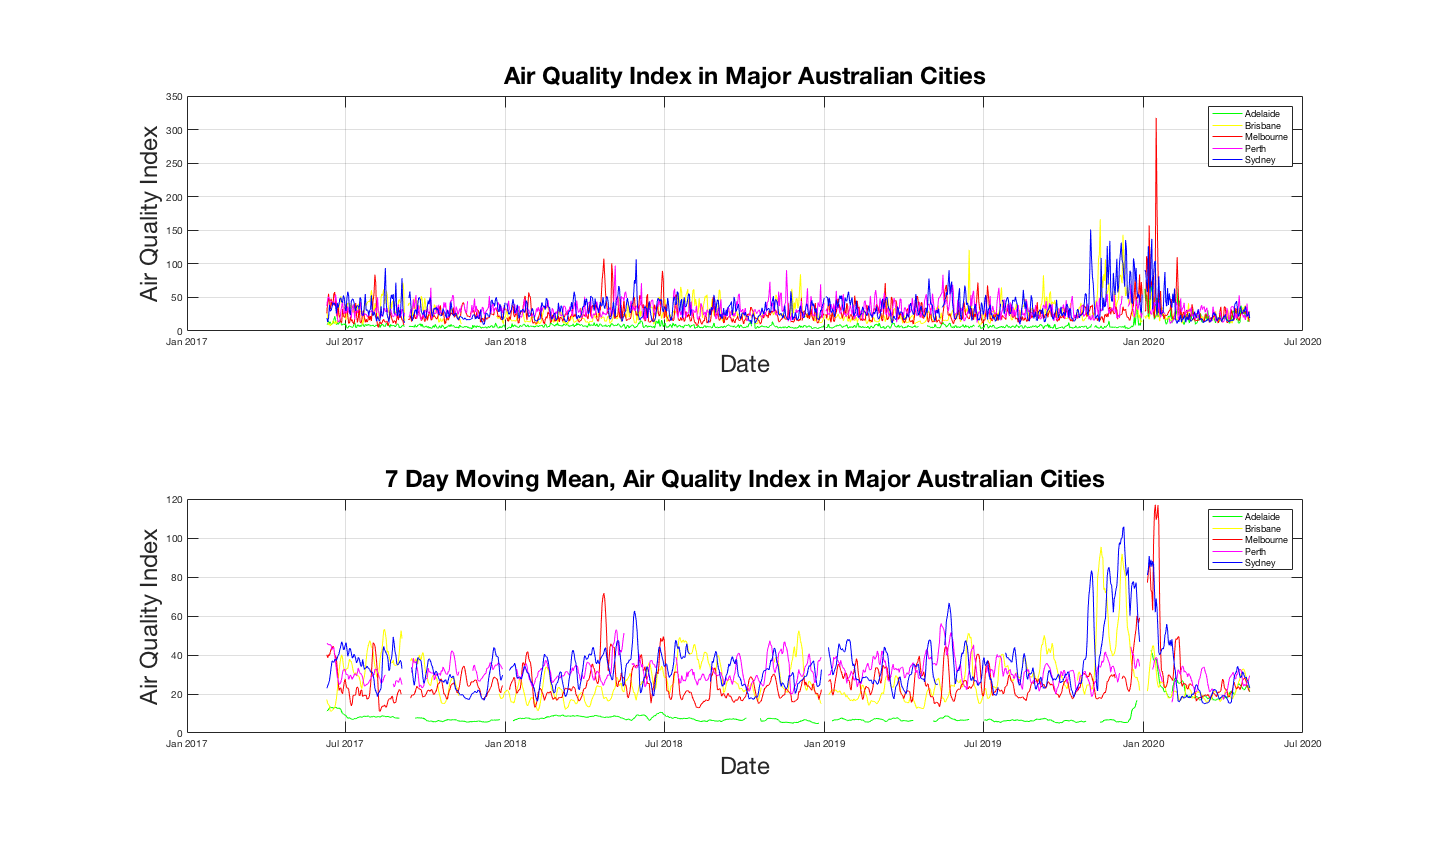 Air Quality Index in Major Australian Cities
Air Quality Index
350
300
250
200
150
100
50
0
Adelaide
Brisbane
Melbourne
Perth
Sydney
Jan 2017
Jul 2017
Jan 2018
Jul 2018
Jan 2019
Jul 2019
Jan 2020
Jul 2020
Date
7 Day Moving Mean, Air Quality Index in Major Australian Cities
Air Quality Index
120
100
80
60
40
20
0
Adelaide
Brisbane
Melbourne
Perth
Sydney
Jan 2017
Jul 2017
Jan 2018
Jul 2018
Jan 2019
Jul 2019
Jan 2020
Jul 2020
Date